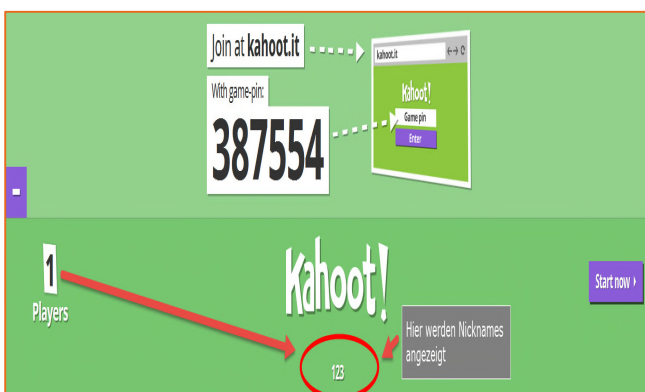 Join at kahoot.it
With game-pin:
387554
kahoot.it
Kahoot!
Game pin
Enter
-
1
Players
Kahoot!
Start now
Hier werden Nicknames
angezeigt
123